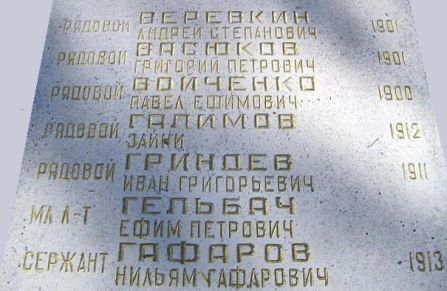 РЯДОВОЙ ВЕРЕВКИН 1901
АНДРЕЙ СТЕПАНОВИЧ
РЯДОВОЙ ВАСЮКОВ 1901
ГРИГОРИЙ ПЕТРОВИЧ
РЯДОВОЙ ВОЙЧЕНКО 1900
ПАВЕЛ ЕФИМОВИЧ
РЯДОВОЙ ГАЛИМОВ 1912
ЗАЙНИ
РЯДОВОЙ ГРИНДЕВ 1911
ИВАН ГРИГОРЬЕВИЧ
МЛ Л-Т ГЕЛЬБАЧ
ЕФИМ ПЕТРОВИЧ
СЕРЖАНТ ГАФАРОВ 1913
НИЛЬЯМ ГАФАРОВИЧ